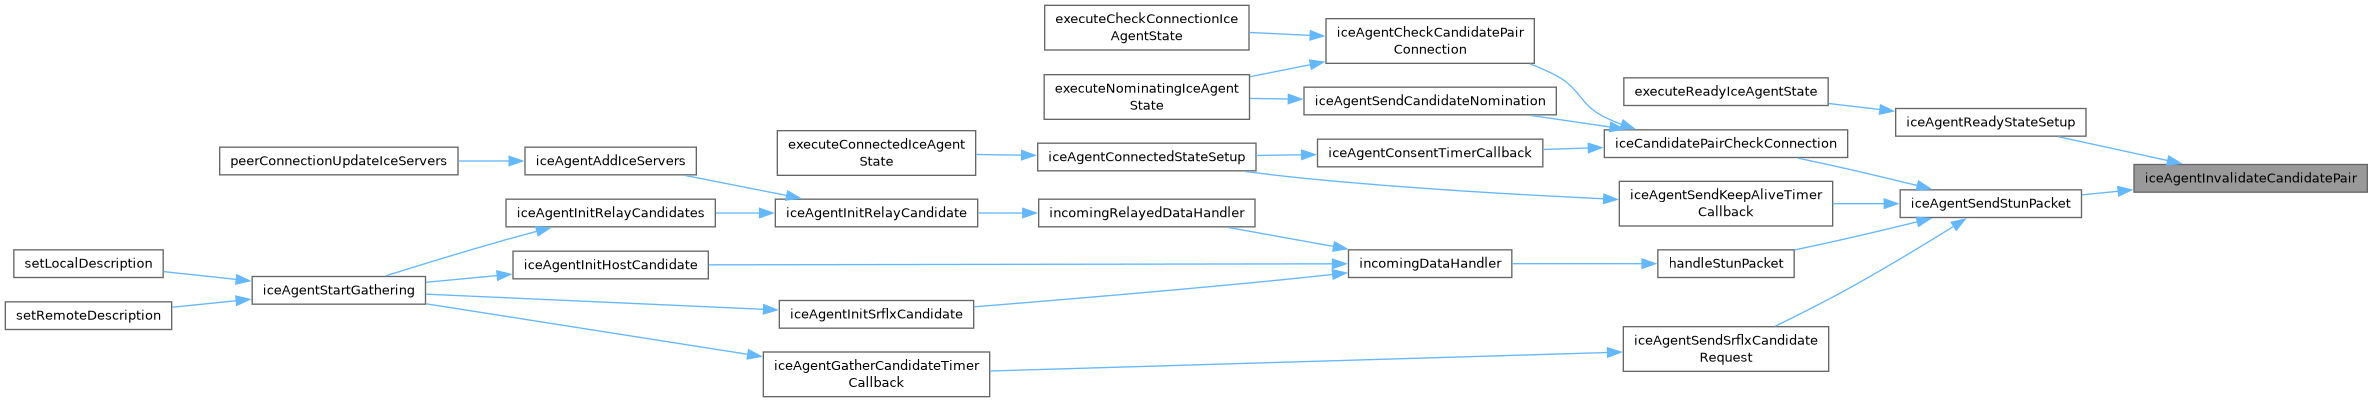 executeCheckConnectionIce
AgentState
iceAgentCheckCandidatePair
Connection
executeNominatingIceAgent
State
iceAgentSendCandidateNomination
executeReadyIceAgentState
iceAgentReadyStateSetup
executeConnectedIceAgent
State
iceAgentConnectedStateSetup
iceAgentConsentTimerCallback
iceCandidatePairCheckConnection
peerConnectionUpdateIceServers
iceAgentAddIceServers
iceAgentInvalidateCandidatePair
iceAgentSendKeepAliveTimer
Callback
iceAgentSendStunPacket
iceAgentInitRelayCandidates
iceAgentInitRelayCandidate
incomingRelayedDataHandler
setLocalDescription
iceAgentInitHostCandidate
incomingDataHandler
handleStunPacket
iceAgentStartGathering
setRemoteDescription
iceAgentInitSrflxCandidate
iceAgentSendSrflxCandidate
Request
iceAgentGatherCandidateTimer
Callback